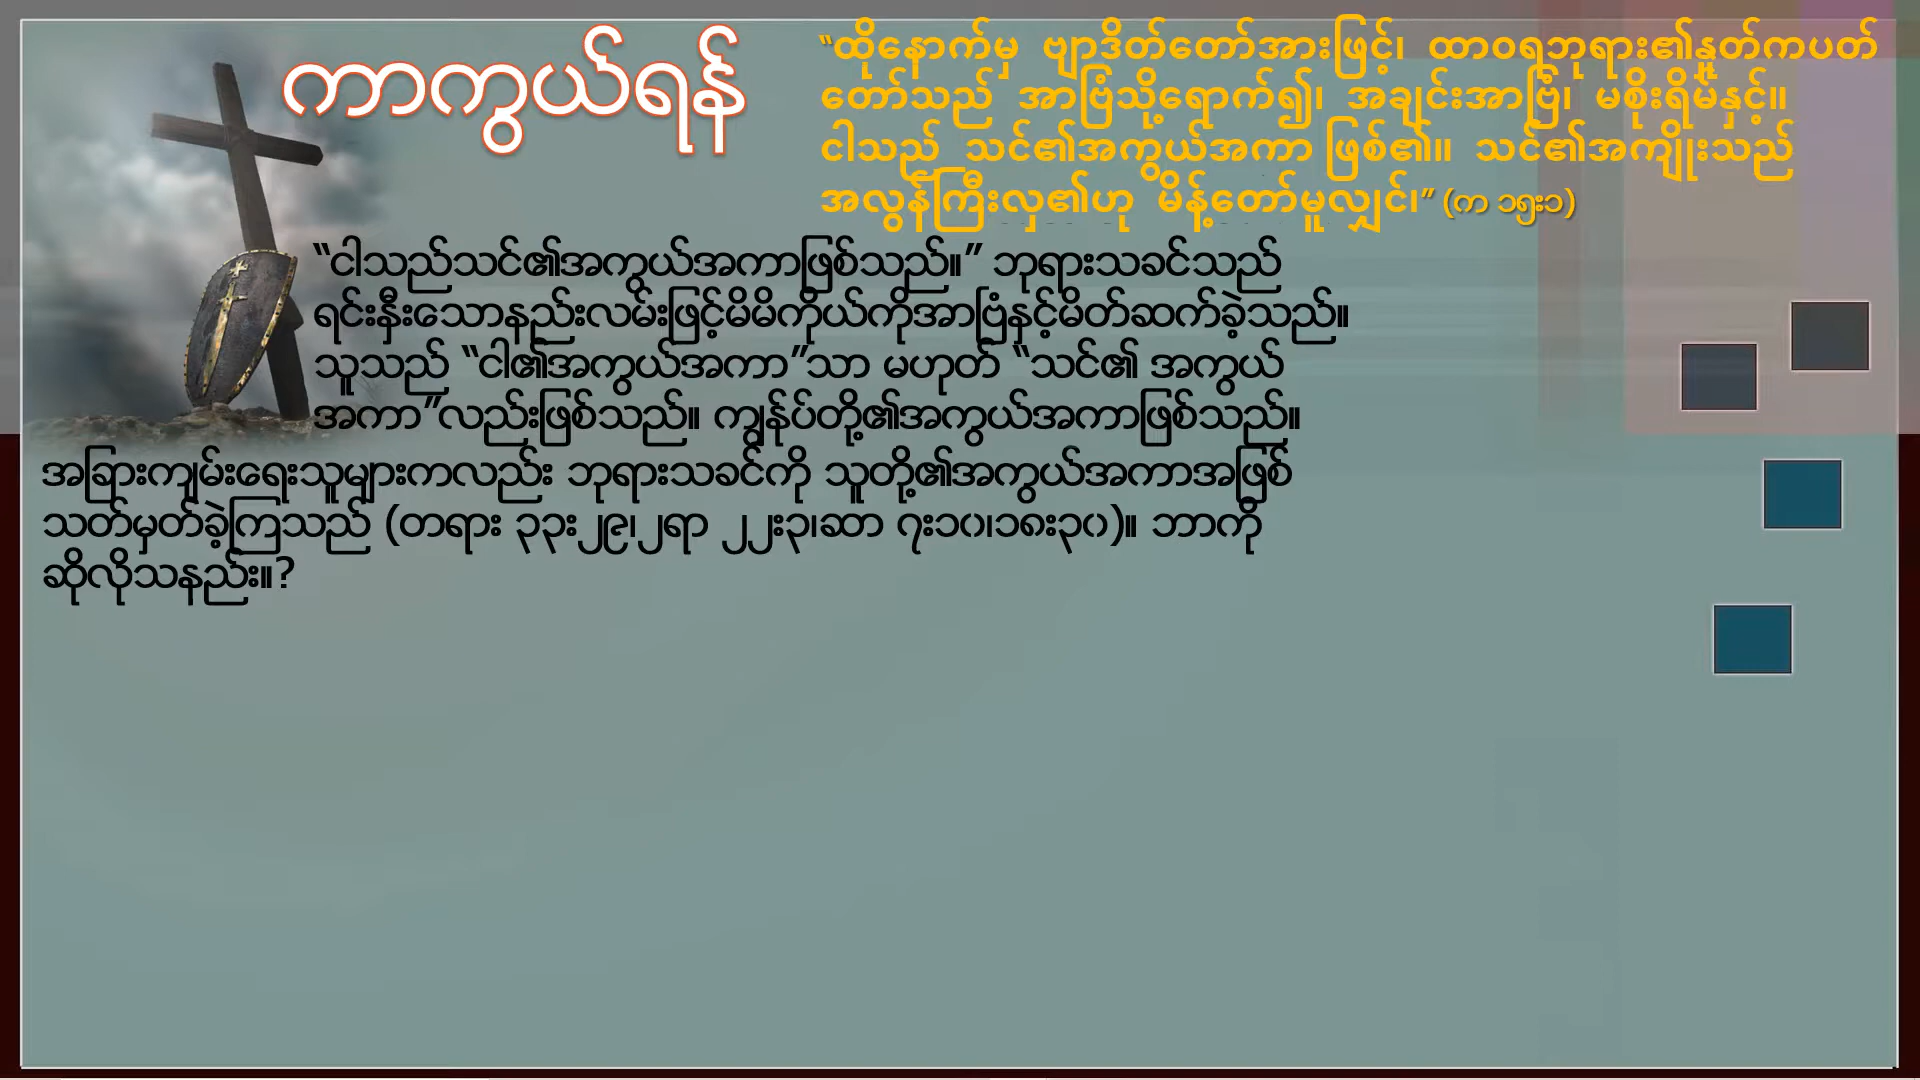 ကာကွယ်ရန်
“ထိုနောက်မှ ဗျာဒိတ်တော်အားဖြင့်၊ ထာဝရဘုရား၏နှုတ်ကပတ်
တော်သည် အာဗြံသို့ရောက်၍၊ အချင်းအာဗြံ၊ မစိုးရိမ်နှင့်။
ငါသည် သင်၏အကွယ်အကာ ဖြစ်၏။ သင်၏အကျိုးသည်
အလွန်ကြီးလှ၏ဟု မိန့်တော်မူလျှင်၊” (က ၁၅း၁)
“ငါသည်သင်၏အကွယ်အကာဖြစ်သည်။” ဘုရားသခင်သည်
ရင်းနှီးသောနည်းလမ်းဖြင့်မိမိကိုယ်ကိုအာဗြံနှင့်မိတ်ဆက်ခဲ့သည်။
သူသည် “ငါ၏အကွယ်အကာ”သာ မဟုတ် “သင်၏ အကွယ်
အကာ”လည်းဖြစ်သည်။ ကျွန်ုပ်တို့၏အကွယ်အကာဖြစ်သည်။
အခြားကျမ်းရေးသူများကလည်း ဘုရားသခင်ကို သူတို့၏အကွယ်အကာအဖြစ်
သတ်မှတ်ခဲ့ကြသည် (တရား ၃၃း၂၉၊၂ရာ ၂၂း၃၊ဆာ ၇း၁၀၊၁၈း၃၀)။ ဘာကို
ဆိုလိုသနည်း။?